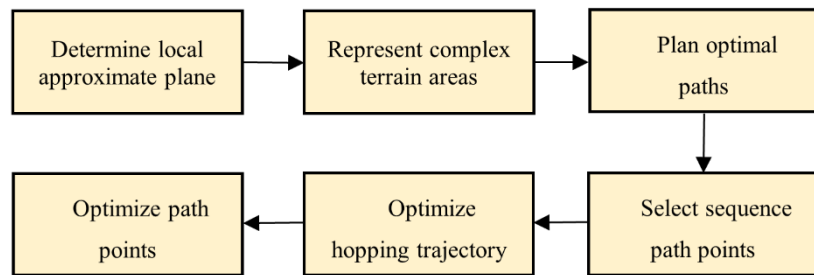 Determine local
approximate plane
Represent complex
terrain areas
Plan optimal
paths
Select sequence
path points
Optimize
hopping trajectory
Optimize path
points